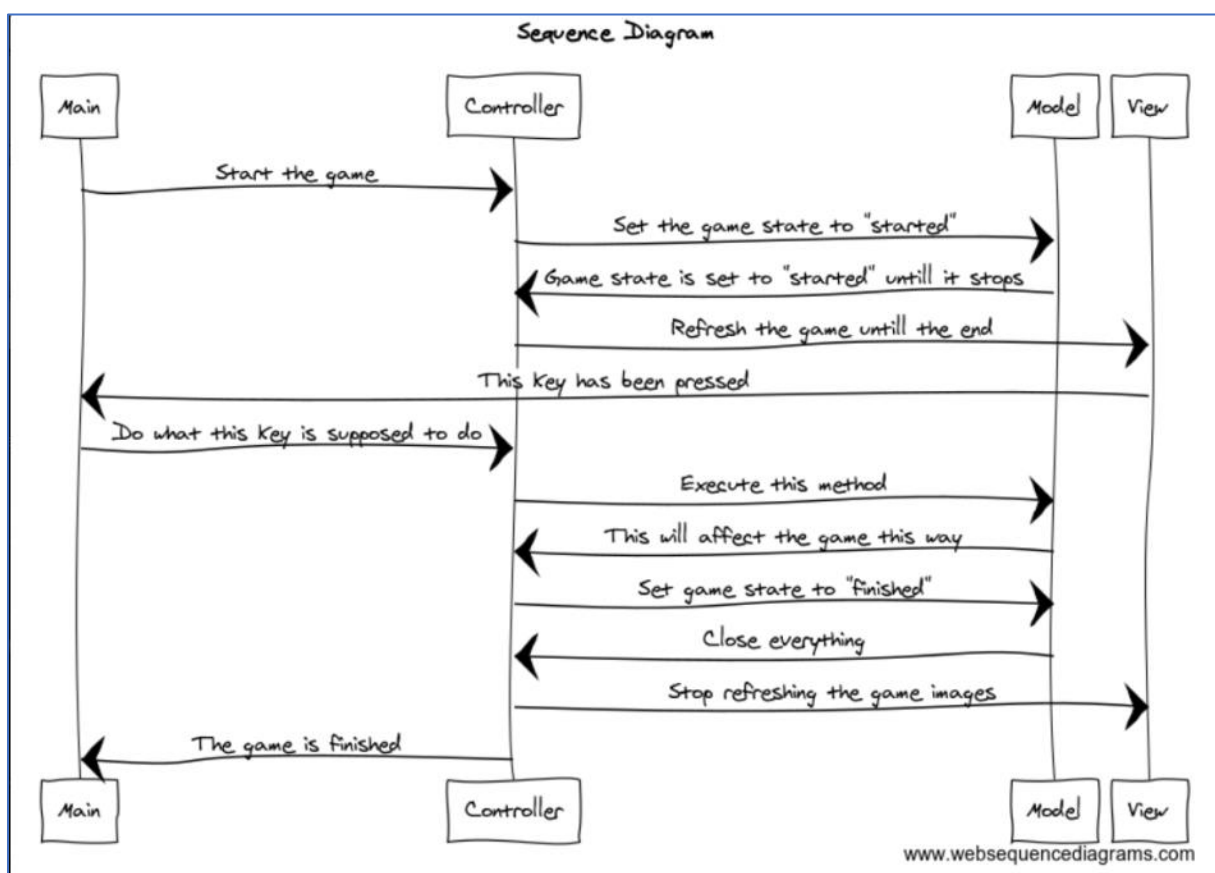 Sequence Diagram
Main
Controller
Model
View
Start the game
Set the game state to "started"
Game state is set to "started" untill it stops
Refresh the game untill the end
This key has been pressed
Do what this key is supposed to do
Execute this method
This will affect the game this way
Set game state to "finished"
Close everything
Stop refreshing the game images
The game is finished
Main
Controller
Model
View
www.websequencediagrams.com